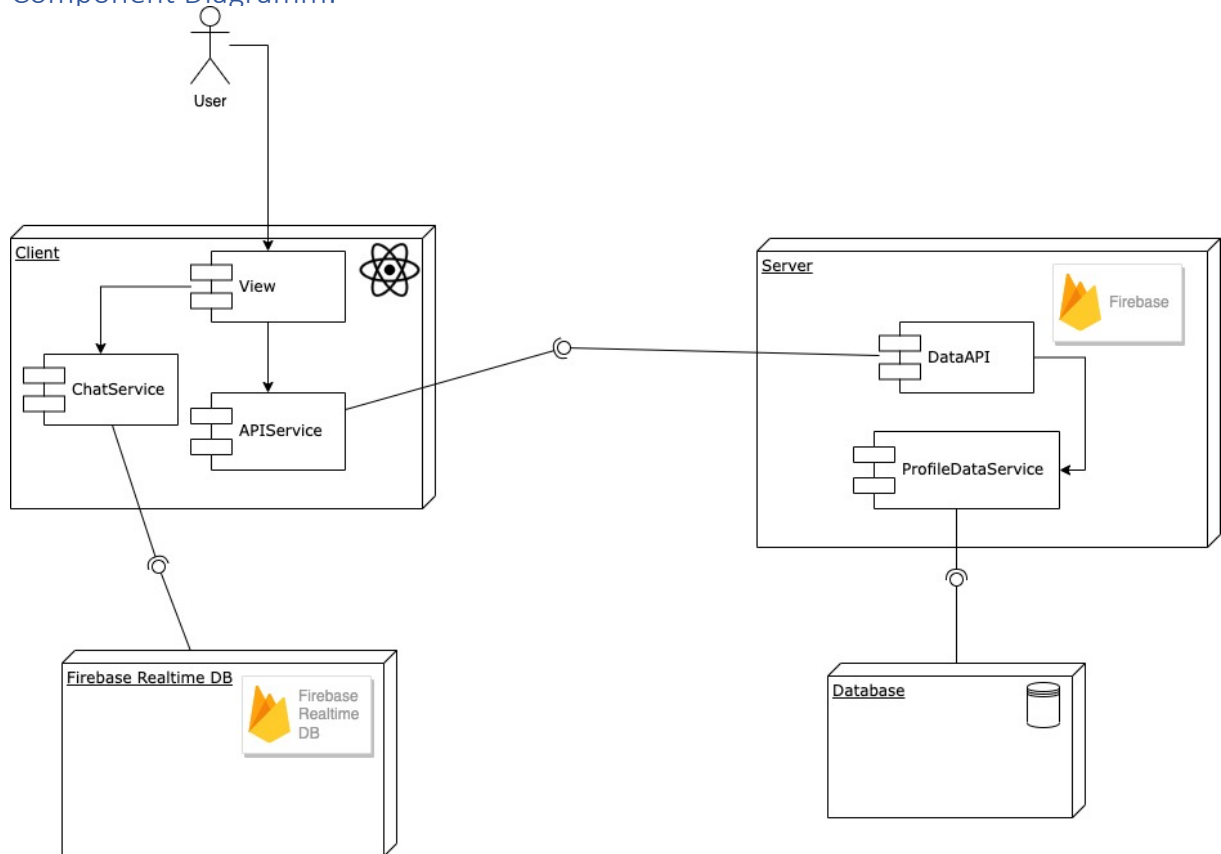 Component Diagramm:
User
Client
View
ChatService
APIService
Server
Firebase
DataAPI
ProfileDataService
Firebase Realtime DB
Firebase
Realtime
DB
Database